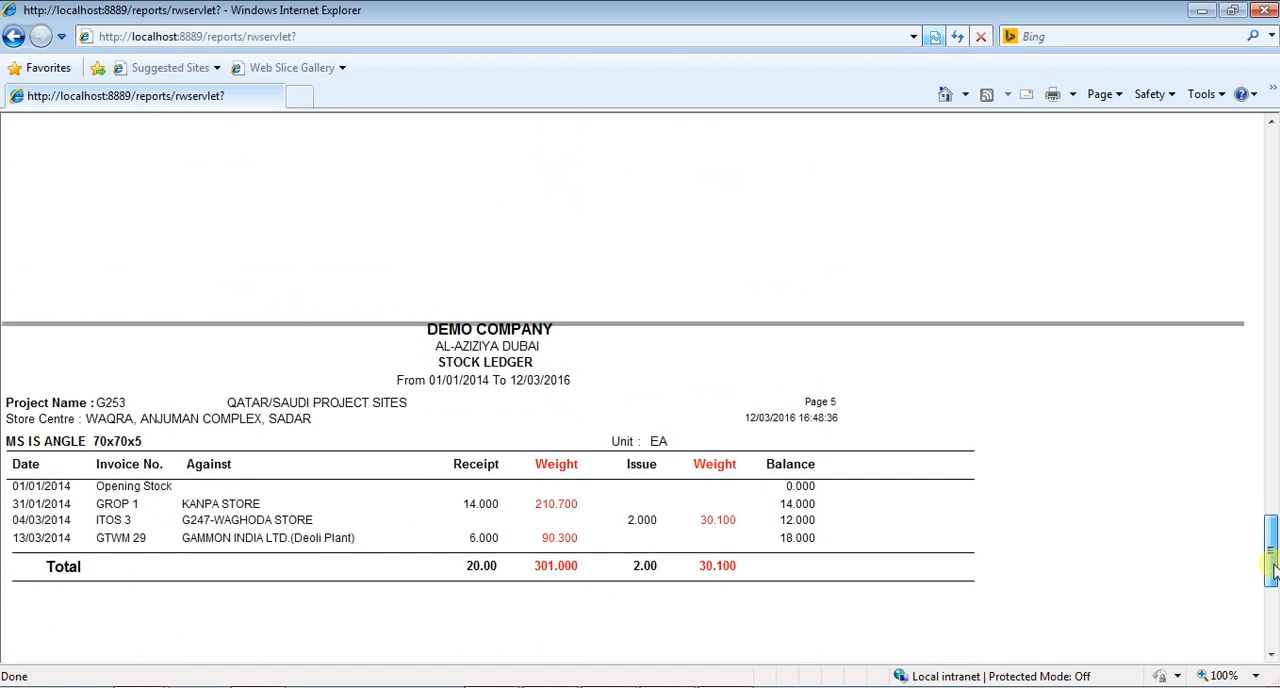 http://localhost:8889/reports/rwservlet? - Windows Internet Explorer
http://localhost:8889/reports/rwservlet? Bing
Favorites Suggested Sites Web Slice Gallery
http://localhost:8889/reports/rwservlet? Page Safety Tools
DEMO COMPANY
AL-AZIZIYA DUBAI
STOCK LEDGER
From 01/01/2014 To 12/03/2016
Project Name : G253 QATAR/SAUDI PROJECT SITES Page 5
Store Centre : WAQRA, ANJUMAN COMPLEX, SADAR 12/03/2016 16:48:36
MS IS ANGLE 70x70x5 Unit : EA
Date Invoice No. Against Receipt Weight Issue Weight Balance
01/01/2014 Opening Stock 0.000
31/01/2014 GROP 1 KANPA STORE 14.000 210.700 14.000
04/03/2014 ITOS 3 G247-WAGHODA STORE 2.000 30.100 12.000
13/03/2014 GTWM 29 GAMMON INDIA LTD.(Deoli Plant) 6.000 90.300 18.000
Total 20.00 301.000 2.00 30.100
Done Local intranet | Protected Mode: Off 100%